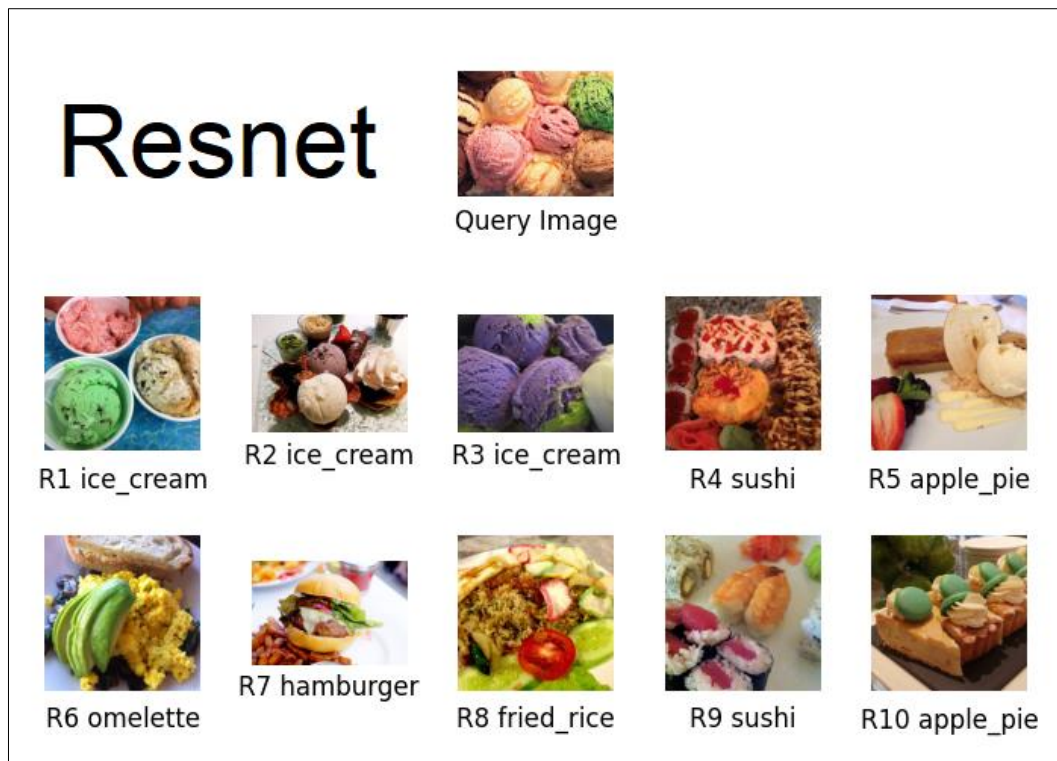 Resnet
Query Image
R1 ice_cream
R2 ice_cream
R3 ice_cream
R4 sushi
R5 apple_pie
R6 omelette
R7 hamburger
R8 fried_rice
R9 sushi
R10 apple_pie